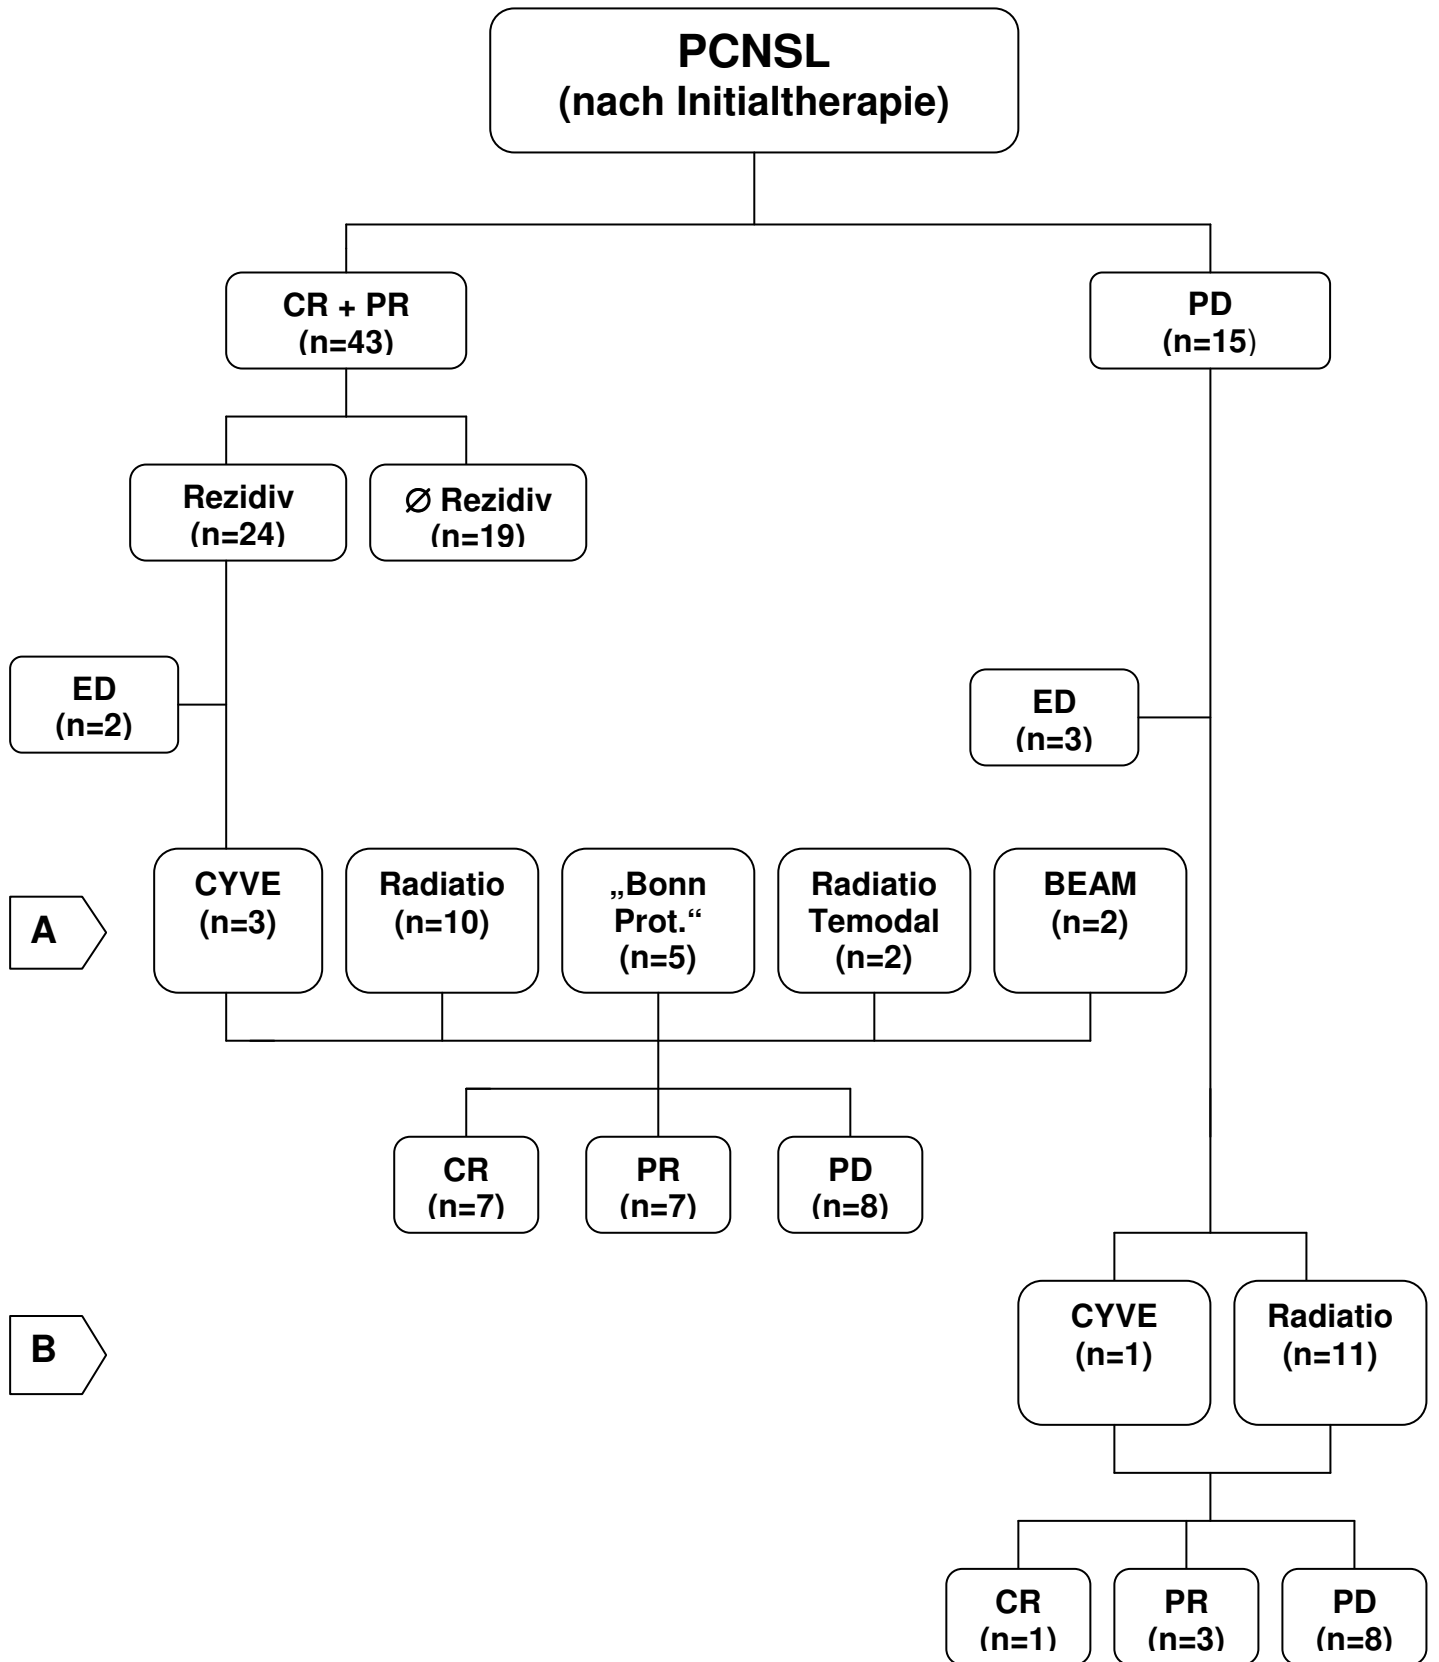 PCNSL
(nach Initialtherapie)
CR + PR
(n=43)
PD
(n=15)
Rezidiv
(n=24)
Ø Rezidiv
(n=19)
ED
(n=2)
ED
(n=3)
A
CYVE
(n=3)
Radiatio
(n=10)
„Bonn
Prot.“
(n=5)
Radiatio
Temodal
(n=2)
BEAM
(n=2)
CR
(n=7)
PR
(n=7)
PD
(n=8)
B
CYVE
(n=1)
Radiatio
(n=11)
CR
(n=1)
PR
(n=3)
PD
(n=8)